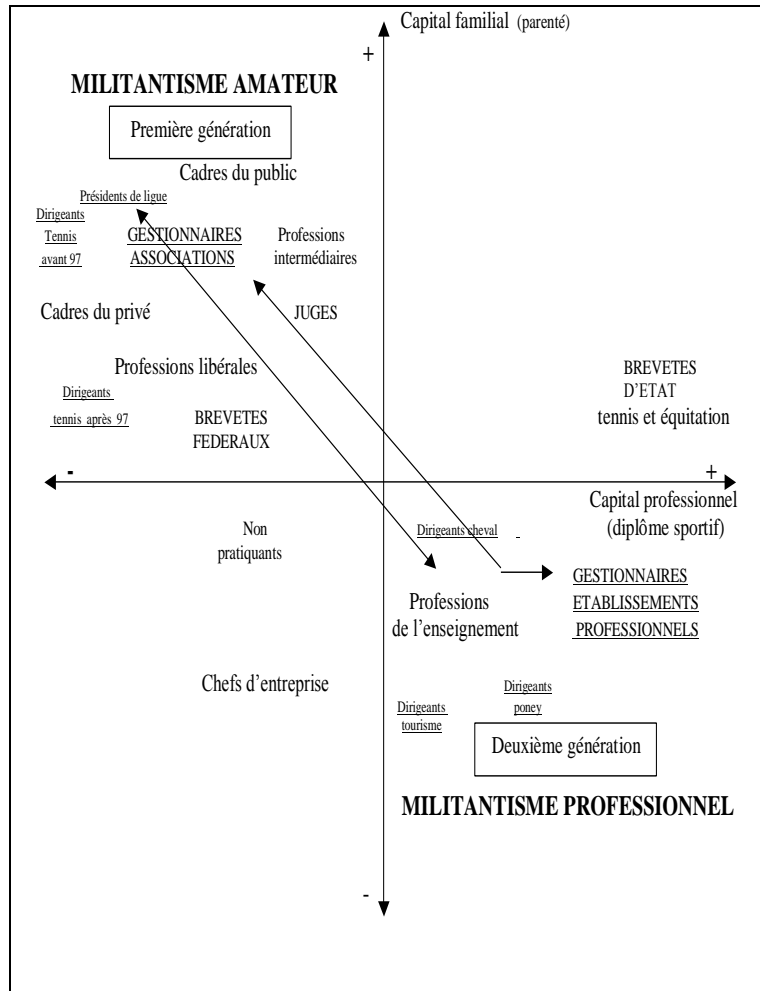 Capital familial (parenté)
+
MILITANTISME AMATEUR
Première génération
Cadres du public
Présidents de ligue
Dirigeants
Tennis
avant 97
GESTIONNAIRES
ASSOCIATIONS
Professions
intermédiaires
Cadres du privé
JUGES
Professions libérales
Dirigeants
tennis après 97
BREVETES
FEDERAUX
BREVETES
D'ETAT
tennis et équitation
-
+
Capital professionnel
(diplôme sportif)
Non
pratiquants
Dirigeants cheval
GESTIONNAIRES
ETABLISSEMENTS
PROFESSIONNELS
Professions
de l'enseignement
Chefs d'entreprise
Dirigeants
tourisme
Dirigeants
poney
Deuxième génération
MILITANTISME PROFESSIONNEL
-